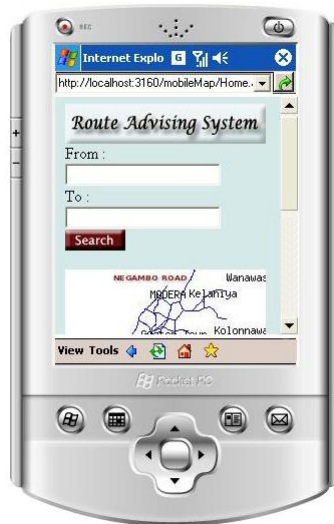 REC
Internet Explo G
http://localhost:3160/mobileMap/Home.
Route Advising System
From :
To :
Search
NEGAMBO ROAD Wanawas
MODERA Kelaniya
Kolonnawa
View Tools
Pocket PC